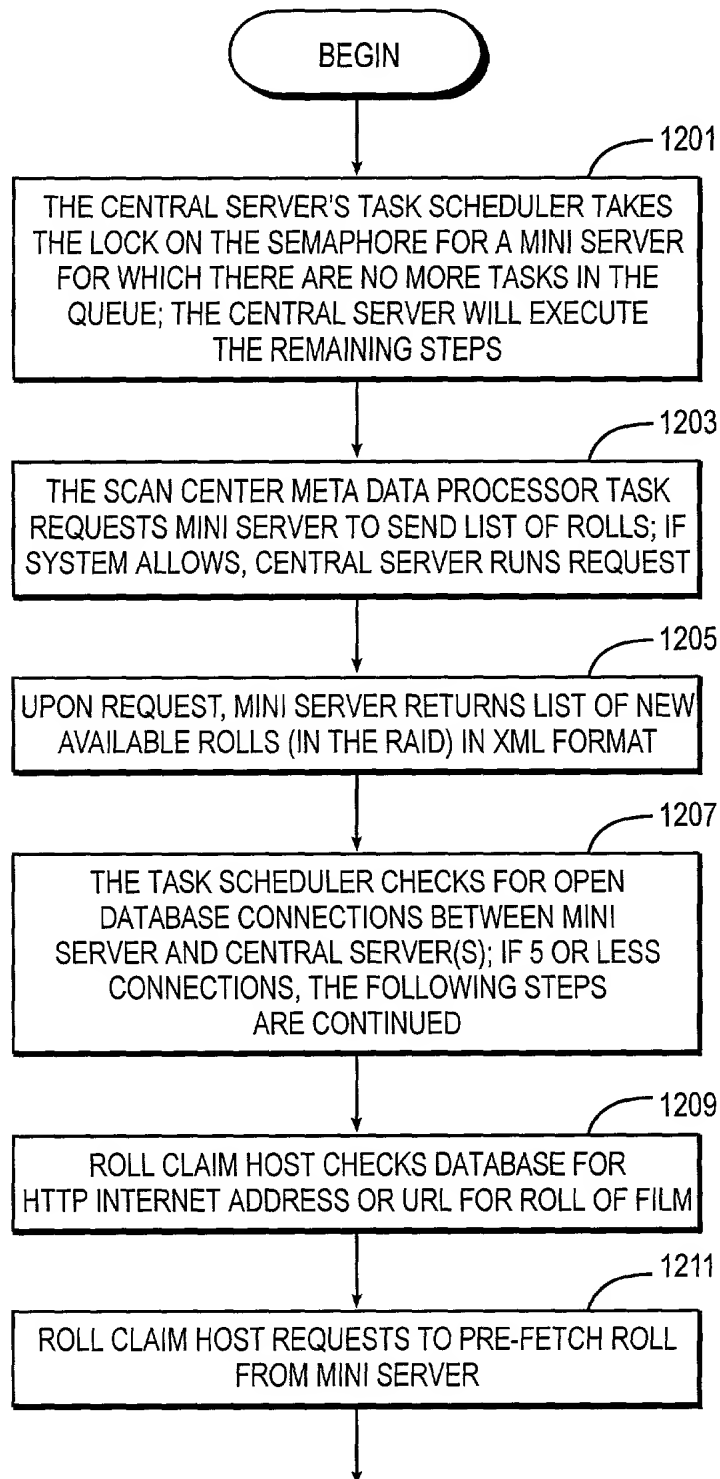 BEGIN
1201
THE CENTRAL SERVER'S TASK SCHEDULER TAKES
THE LOCK ON THE SEMAPHORE FOR A MINI SERVER
FOR WHICH THERE ARE NO MORE TASKS IN THE
QUEUE; THE CENTRAL SERVER WILL EXECUTE
THE REMAINING STEPS
1203
THE SCAN CENTER META DATA PROCESSOR TASK
REQUESTS MINI SERVER TO SEND LIST OF ROLLS; IF
SYSTEM ALLOWS, CENTRAL SERVER RUNS REQUEST
1205
UPON REQUEST, MINI SERVER RETURNS LIST OF NEW
AVAILABLE ROLLS (IN THE RAID) IN XML FORMAT
1207
THE TASK SCHEDULER CHECKS FOR OPEN
DATABASE CONNECTIONS BETWEEN MINI
SERVER AND CENTRAL SERVER(S); IF 5 OR LESS
CONNECTIONS, THE FOLLOWING STEPS
ARE CONTINUED
1209
ROLL CLAIM HOST CHECKS DATABASE FOR
HTTP INTERNET ADDRESS OR URL FOR ROLL OF FILM
1211
ROLL CLAIM HOST REQUESTS TO PRE-FETCH ROLL
FROM MINI SERVER